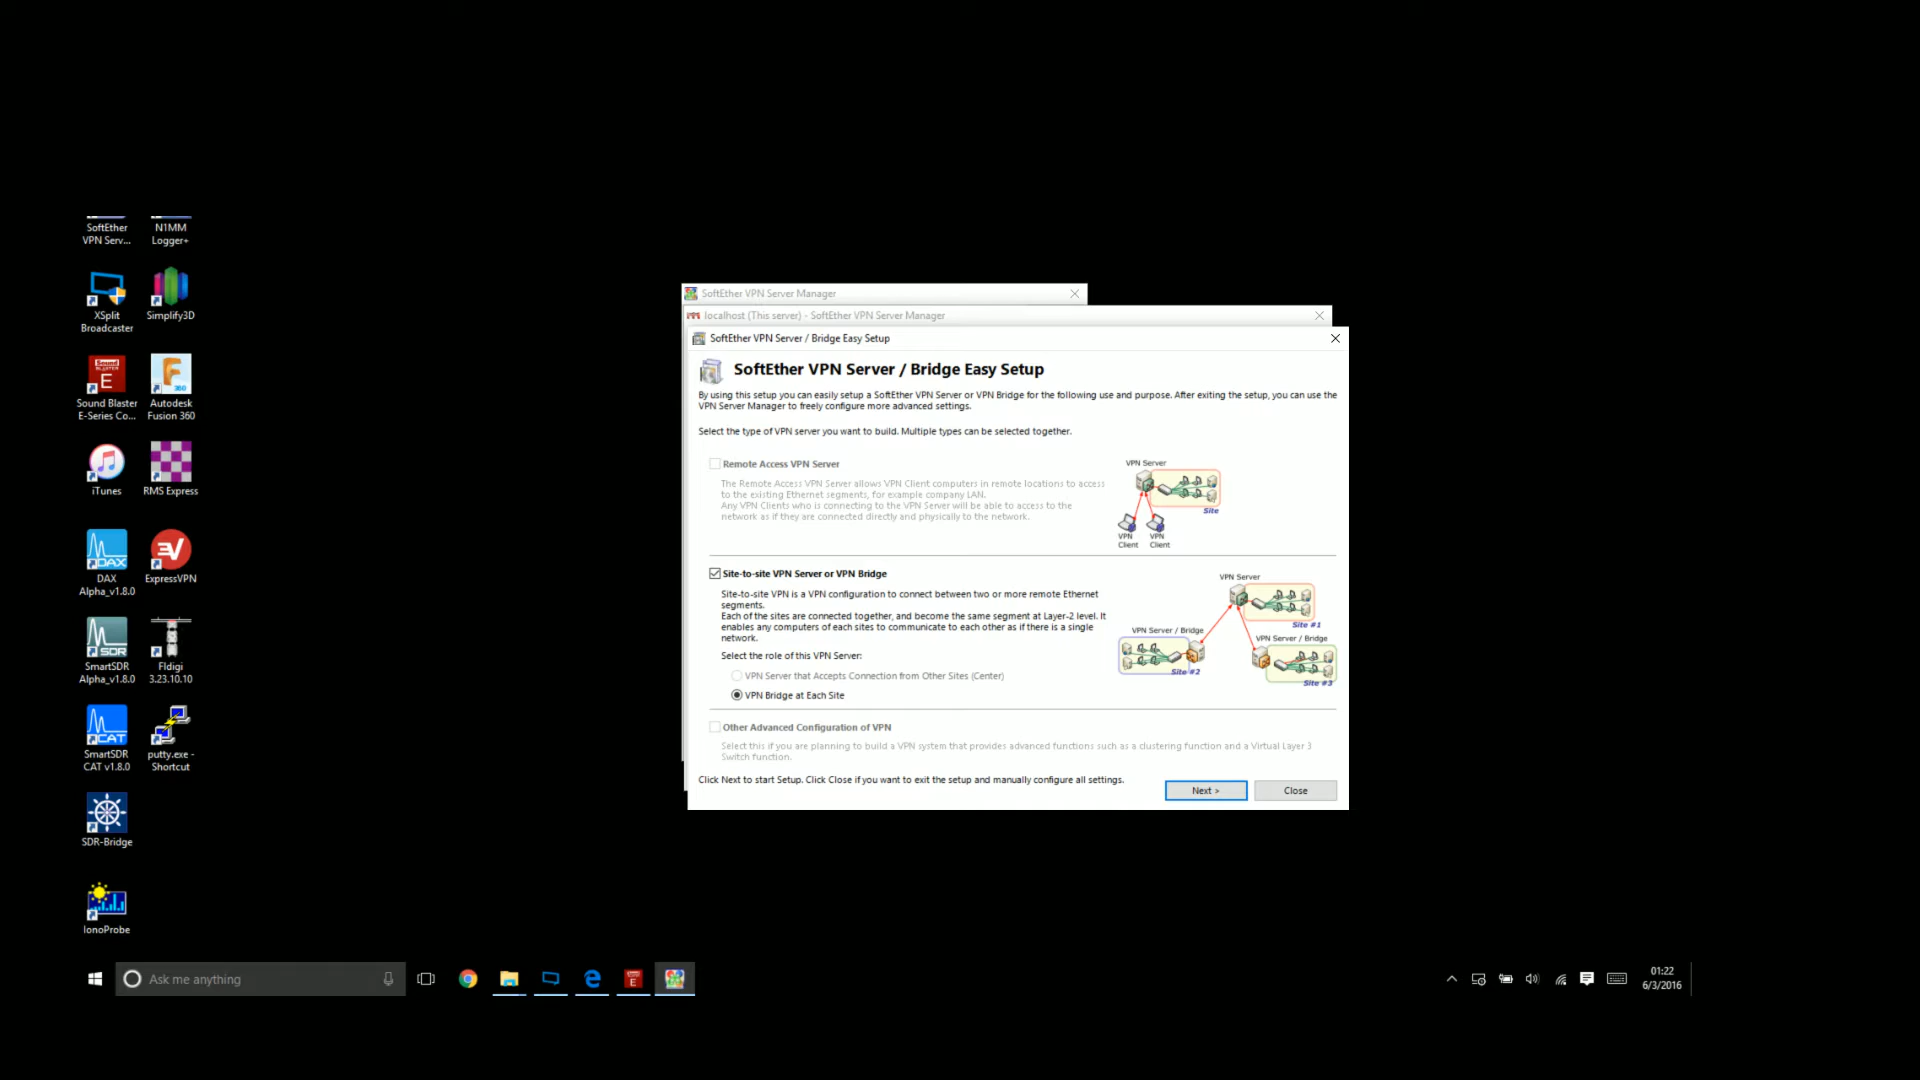 SoftEther
VPN Serv...
N1MM
Logger+
XSplit
Broadcaster
Simplify3D
Sound BLASTER
E
Sound Blaster
E-Series Co...
360
Autodesk
Fusion 360
iTunes
RMS Express
DAX
DAX
Alpha_v1.8.0
ExpressVPN
SDR
SmartSDR
Alpha_v1.8.0
Fldigi
3.23.10.10
CAT
SmartSDR
CAT v1.8.0
putty.exe -
Shortcut
SDR-Bridge
IonoProbe
SoftEther VPN Server Manager
localhost (This server) - SoftEther VPN Server Manager
SoftEther VPN Server / Bridge Easy Setup
SoftEther VPN Server / Bridge Easy Setup
By using this setup you can easily setup a SoftEther VPN Server or VPN Bridge for the following use and purpose. After exiting the setup, you can use the
VPN Server Manager to freely configure more advanced settings.
Select the type of VPN server you want to build. Multiple types can be selected together.
Remote Access VPN Server
The Remote Access VPN Server allows VPN Client computers in remote locations to access
to the existing Ethernet segments, for example company LAN.
Any VPN Clients who is connecting to the VPN Server will be able to access to the
network as if they are connected directly and physically to the network.
VPN Server
Site
VPN
Client
VPN
Client
Site-to-site VPN Server or VPN Bridge
Site-to-site VPN is a VPN configuration to connect between two or more remote Ethernet
segments.
Each of the sites are connected together, and become the same segment at Layer-2 level. It
enables any computers of each sites to communicate to each other as if there is a single
network.
Select the role of this VPN Server:
VPN Server that Accepts Connection from Other Sites (Center)
VPN Bridge at Each Site
VPN Server
Site #1
VPN Server / Bridge
Site #2
VPN Server / Bridge
Site #3
Other Advanced Configuration of VPN
Select this if you are planning to build a VPN system that provides advanced functions such as a clustering function and a Virtual Layer 3
Switch function.
Click Next to start Setup. Click Close if you want to exit the setup and manually configure all settings.
Next >
Close
Ask me anything
E
01:22
6/3/2016